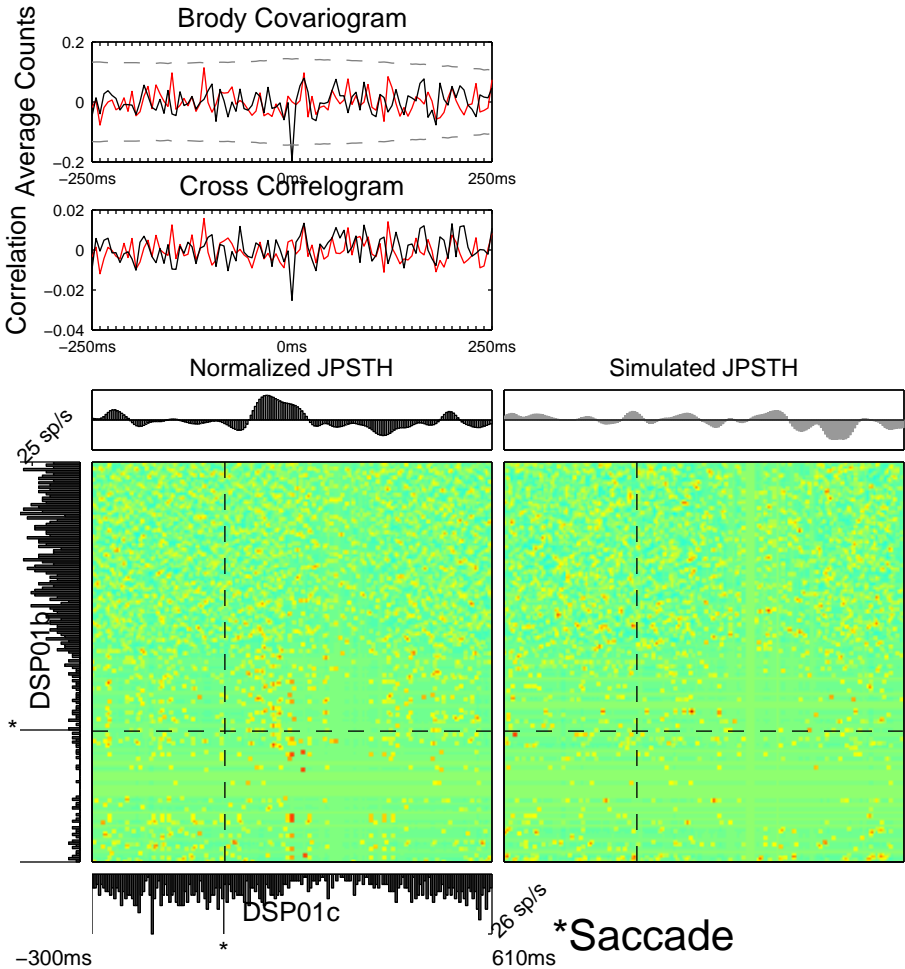 Brody Covariogram
Average Counts
0.2
0
−0.2
−250ms
0ms
250ms
Cross Correlogram
Correlation
0.02
0
−0.02
−0.04
−250ms
0ms
250ms
Normalized JPSTH
Simulated JPSTH
25 sp/s
DSP01b
*
DSP01c
26 sp/s
*
*Saccade
−300ms
610ms